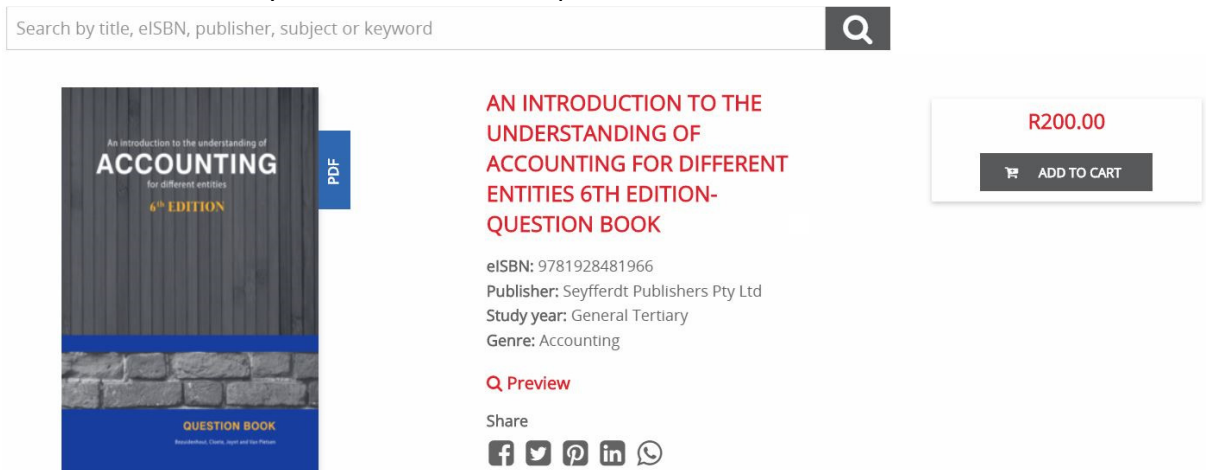 Search by title, eISBN, publisher, subject or keyword
An introduction to the understanding of
ACCOUNTING
for different entities
6th EDITION
PDF
QUESTION BOOK
AN INTRODUCTION TO THE
UNDERSTANDING OF
ACCOUNTING FOR DIFFERENT
ENTITIES 6TH EDITION-
QUESTION BOOK
eISBN: 9781928481966
Publisher: Seyfferdt Publishers Pty Ltd
Study year: General Tertiary
Genre: Accounting
Preview
Share
R200.00
ADD TO CART